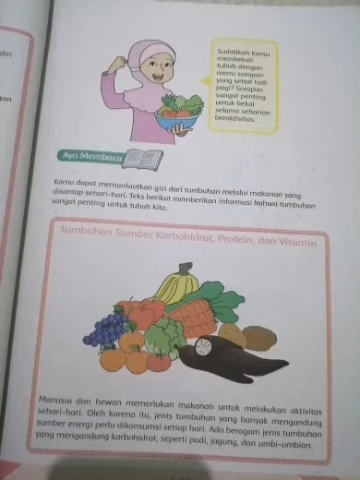 Sudahkah kamu
membekali
tubuh dengan
menu sarapan
yang sehat tadi
pagi? Sarapan
sangat penting
untuk bekal
selama seharian
beraktivitas.
Ayo Membaca
Kamu dapat memanfaatkan gizi dari tumbuhan melalui makanan yang
disantap sehari-hari. Teks berikut memberikan informasi bahwa tumbuhan
sangat penting untuk tubuh kita.
Tumbuhan Sumber Karbohidrat, Protein, dan Vitamin
Manusia dan hewan memerlukan makanan untuk melakukan aktivitas
sehari-hari. Oleh karena itu, jenis tumbuhan yang banyak mengandung
sumber energi perlu dikonsumsi setiap hari. Ada beragam jenis tumbuhan
yang mengandung karbohidrat, seperti padi, jagung, dan umbi-umbian.